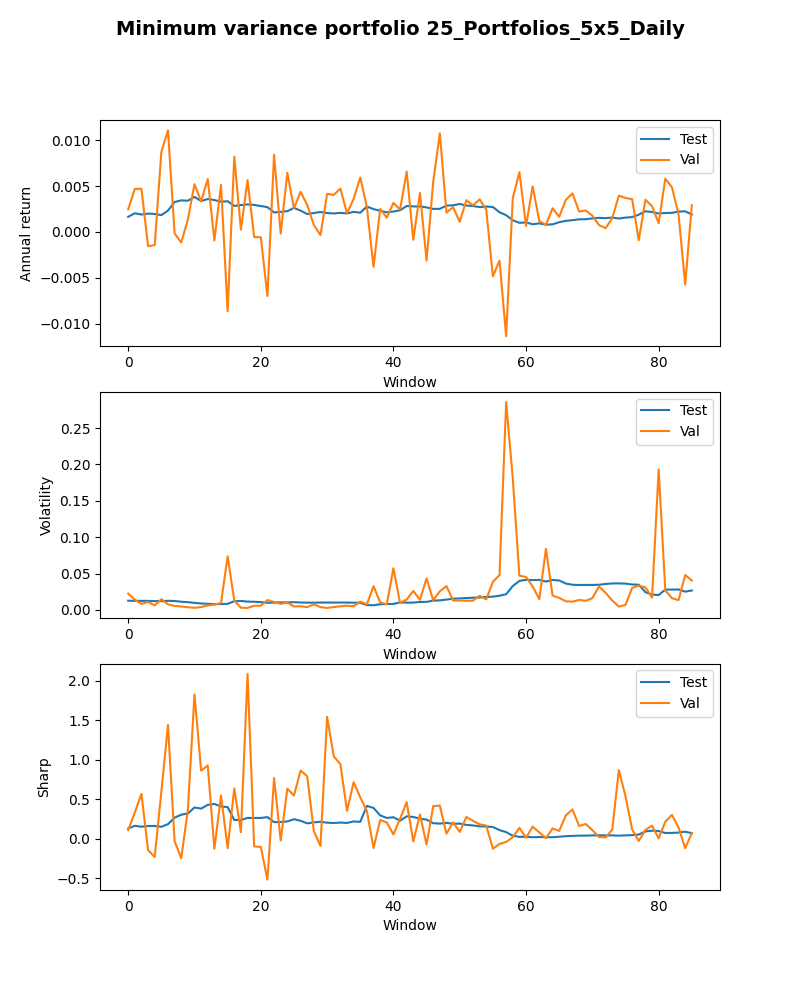 Minimum variance portfolio 25_Portfolios_5x5_Daily
Test
Val
Annual return
0.010
0.005
0.000
−0.005
−0.010
0 20 40 60 80
Window
Test
Val
Volatility
0.25
0.20
0.15
0.10
0.05
0.00
0 20 40 60 80
Window
Test
Val
Sharp
2.0
1.5
1.0
0.5
0.0
−0.5
0 20 40 60 80
Window